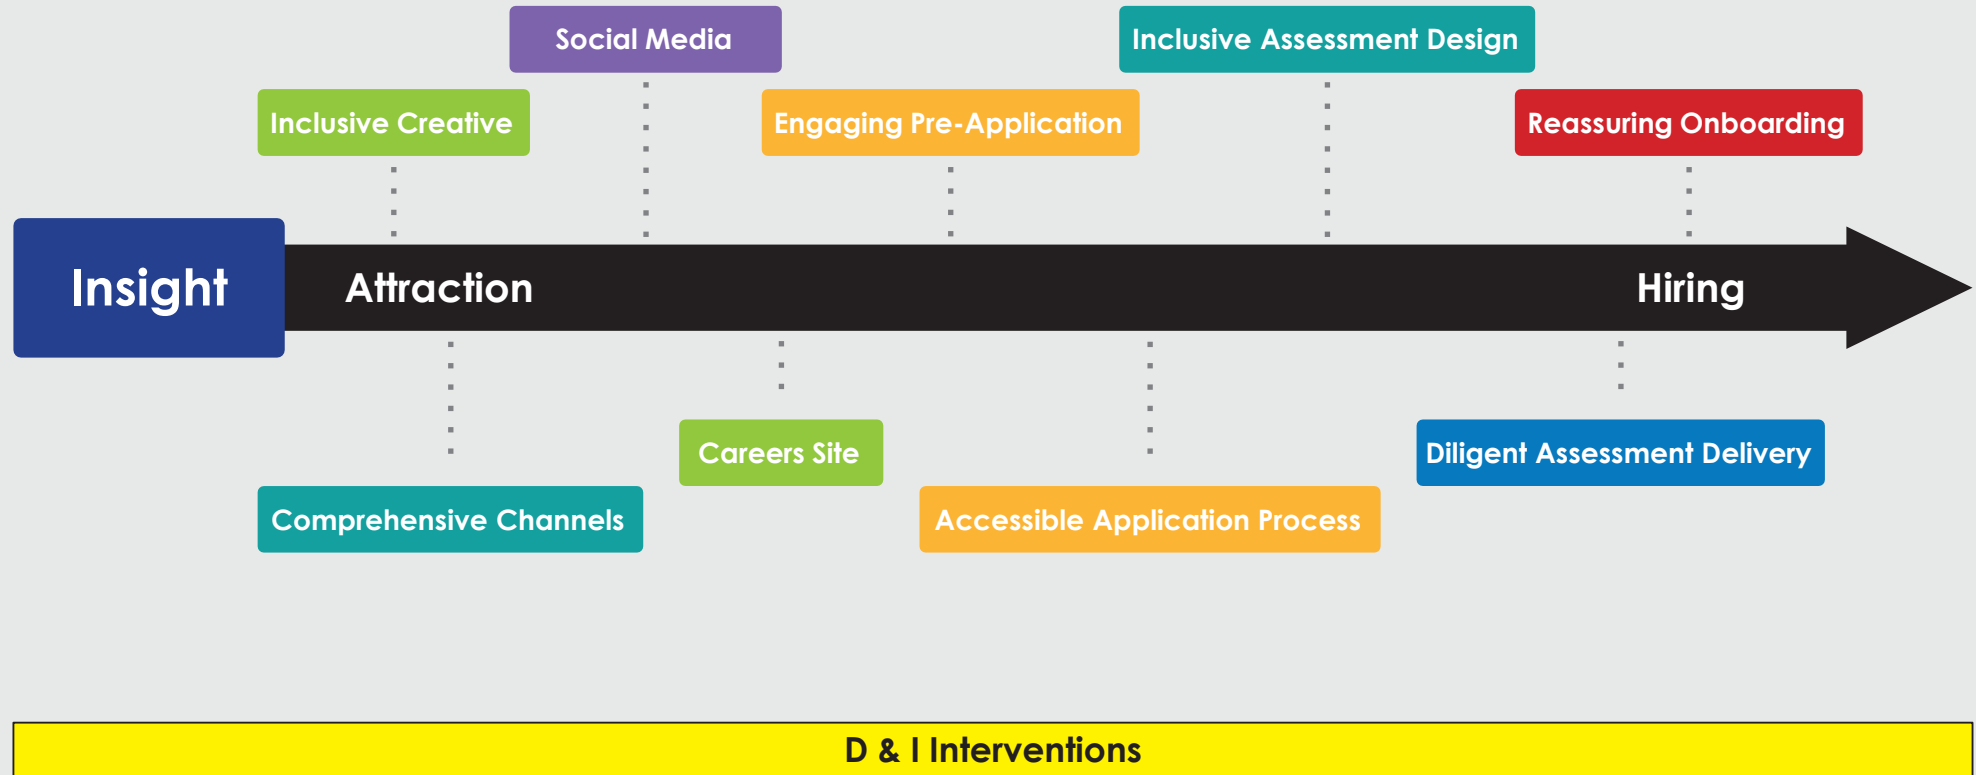 Social Media
Inclusive Assessment Design
Inclusive Creative
Engaging Pre-Application
Reassuring Onboarding
Insight
Attraction
Hiring
Careers Site
Diligent Assessment Delivery
Comprehensive Channels
Accessible Application Process
D & I Interventions